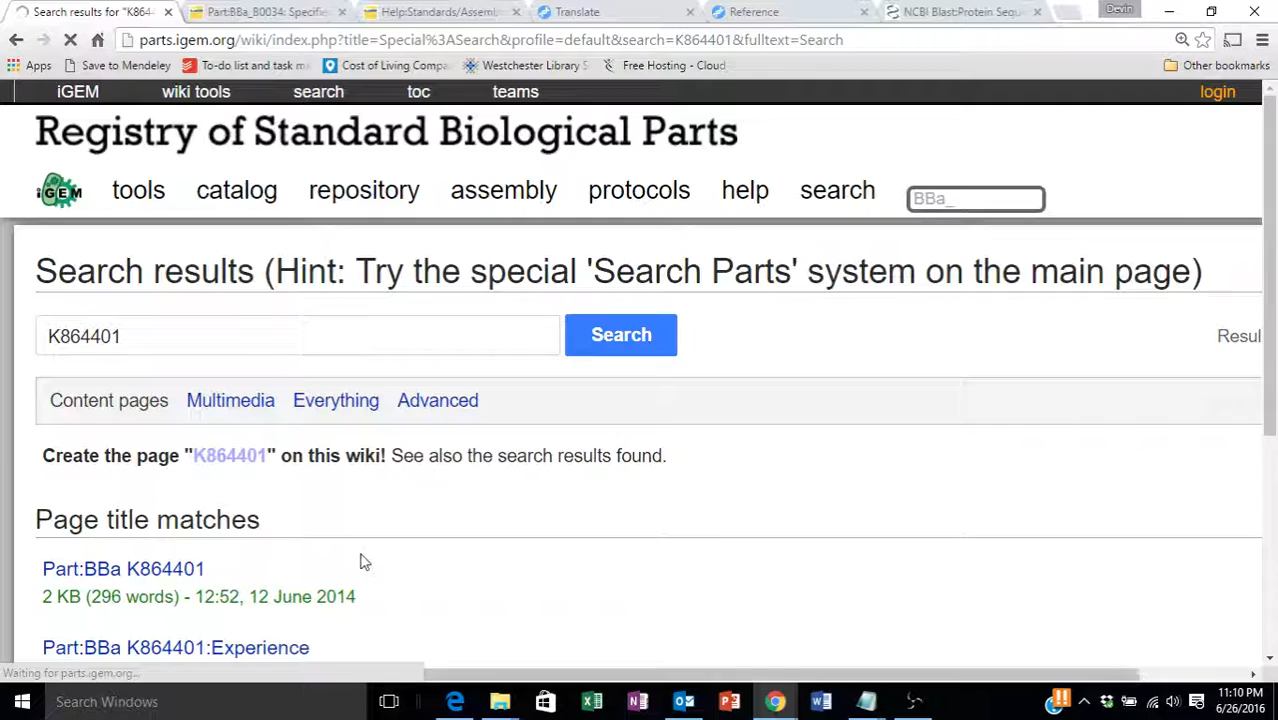 Search results for "K864
Part:BBa_B0034: Specifie
Help:Standards/Assem
Translate
Reference
NCBI Blast:Protein Sequ
Devin
parts.igem.org/wiki/index.php?title=Special%3ASearch&profile=default&search=K864401&fulltext=Search
Apps
Save to Mendeley
To-do list and task m
Cost of Living Compa
Westchester Library S
Free Hosting - Cloud
Other bookmarks
iGEM wiki tools search toc teams login
Registry of Standard Biological Parts
iGEM tools catalog repository assembly protocols help search BBa_
Search results (Hint: Try the special 'Search Parts' system on the main page)
K864401 Search Resul
Content pages Multimedia Everything Advanced
Create the page "K864401" on this wiki! See also the search results found.
Page title matches
Part:BBa K864401
2 KB (296 words) - 12:52, 12 June 2014
Part:BBa K864401:Experience
Waiting for parts.igem.org...
Search Windows
11:10 PM
6/26/2016